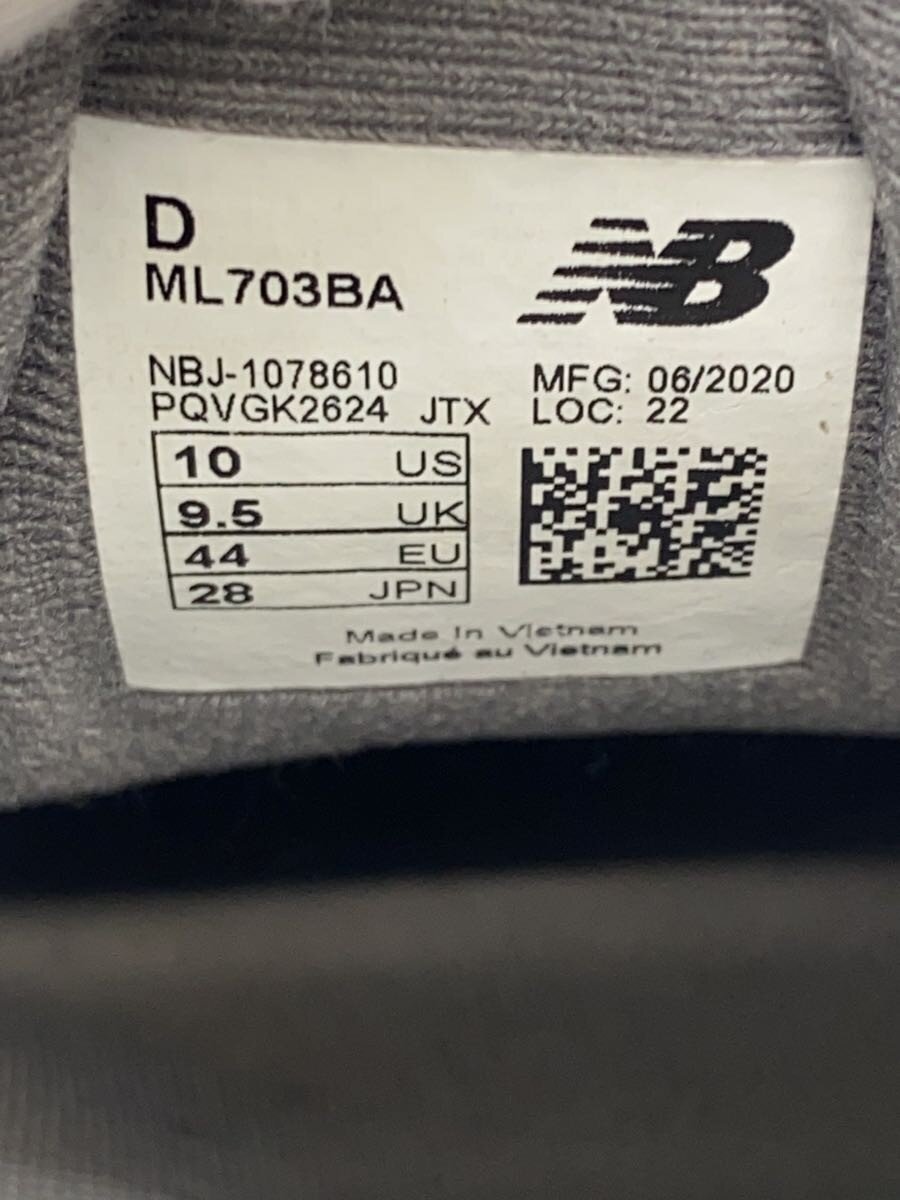 D
ML703BA
NB
NBJ-1078610
PQVGK2624 JTX
MFG: 06/2020
LOC: 22
10 US
9.5 UK
44 EU
28 JPN
Made in Vietnam
Fabriqué au Vietnam